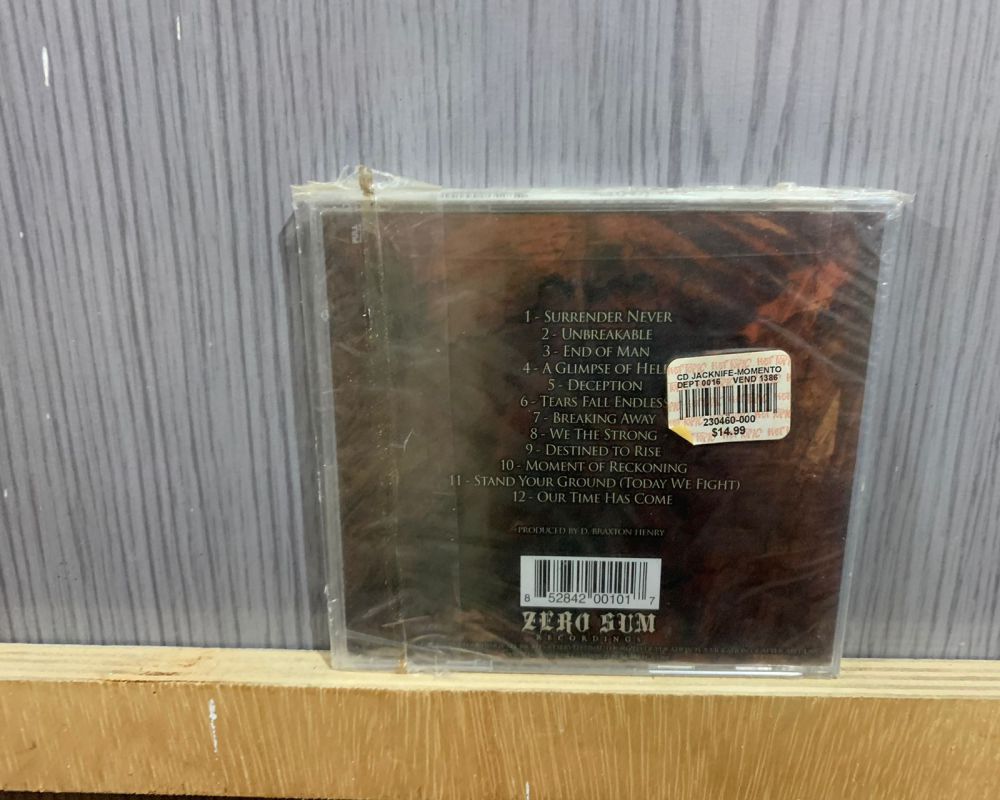 1 - Surrender Never
2 - Unbreakable
3 - End of Man
4 - A Glimpse of Hell
5 - Deception
6 - Tears Fall Endless
7 - Breaking Away
8 - We The Strong
9 - Destined to Rise
10 - Moment of Reckoning
11 - Stand Your Ground (Today We Fight)
12 - Our Time Has Come
CD JACKNIFE-MOMENTO
DEPT 0016 VEND 1386
230460-000
$14.99
Produced by D. Braxton Henry
8 52842 00101 7
ZERO SUM
RECORDINGS